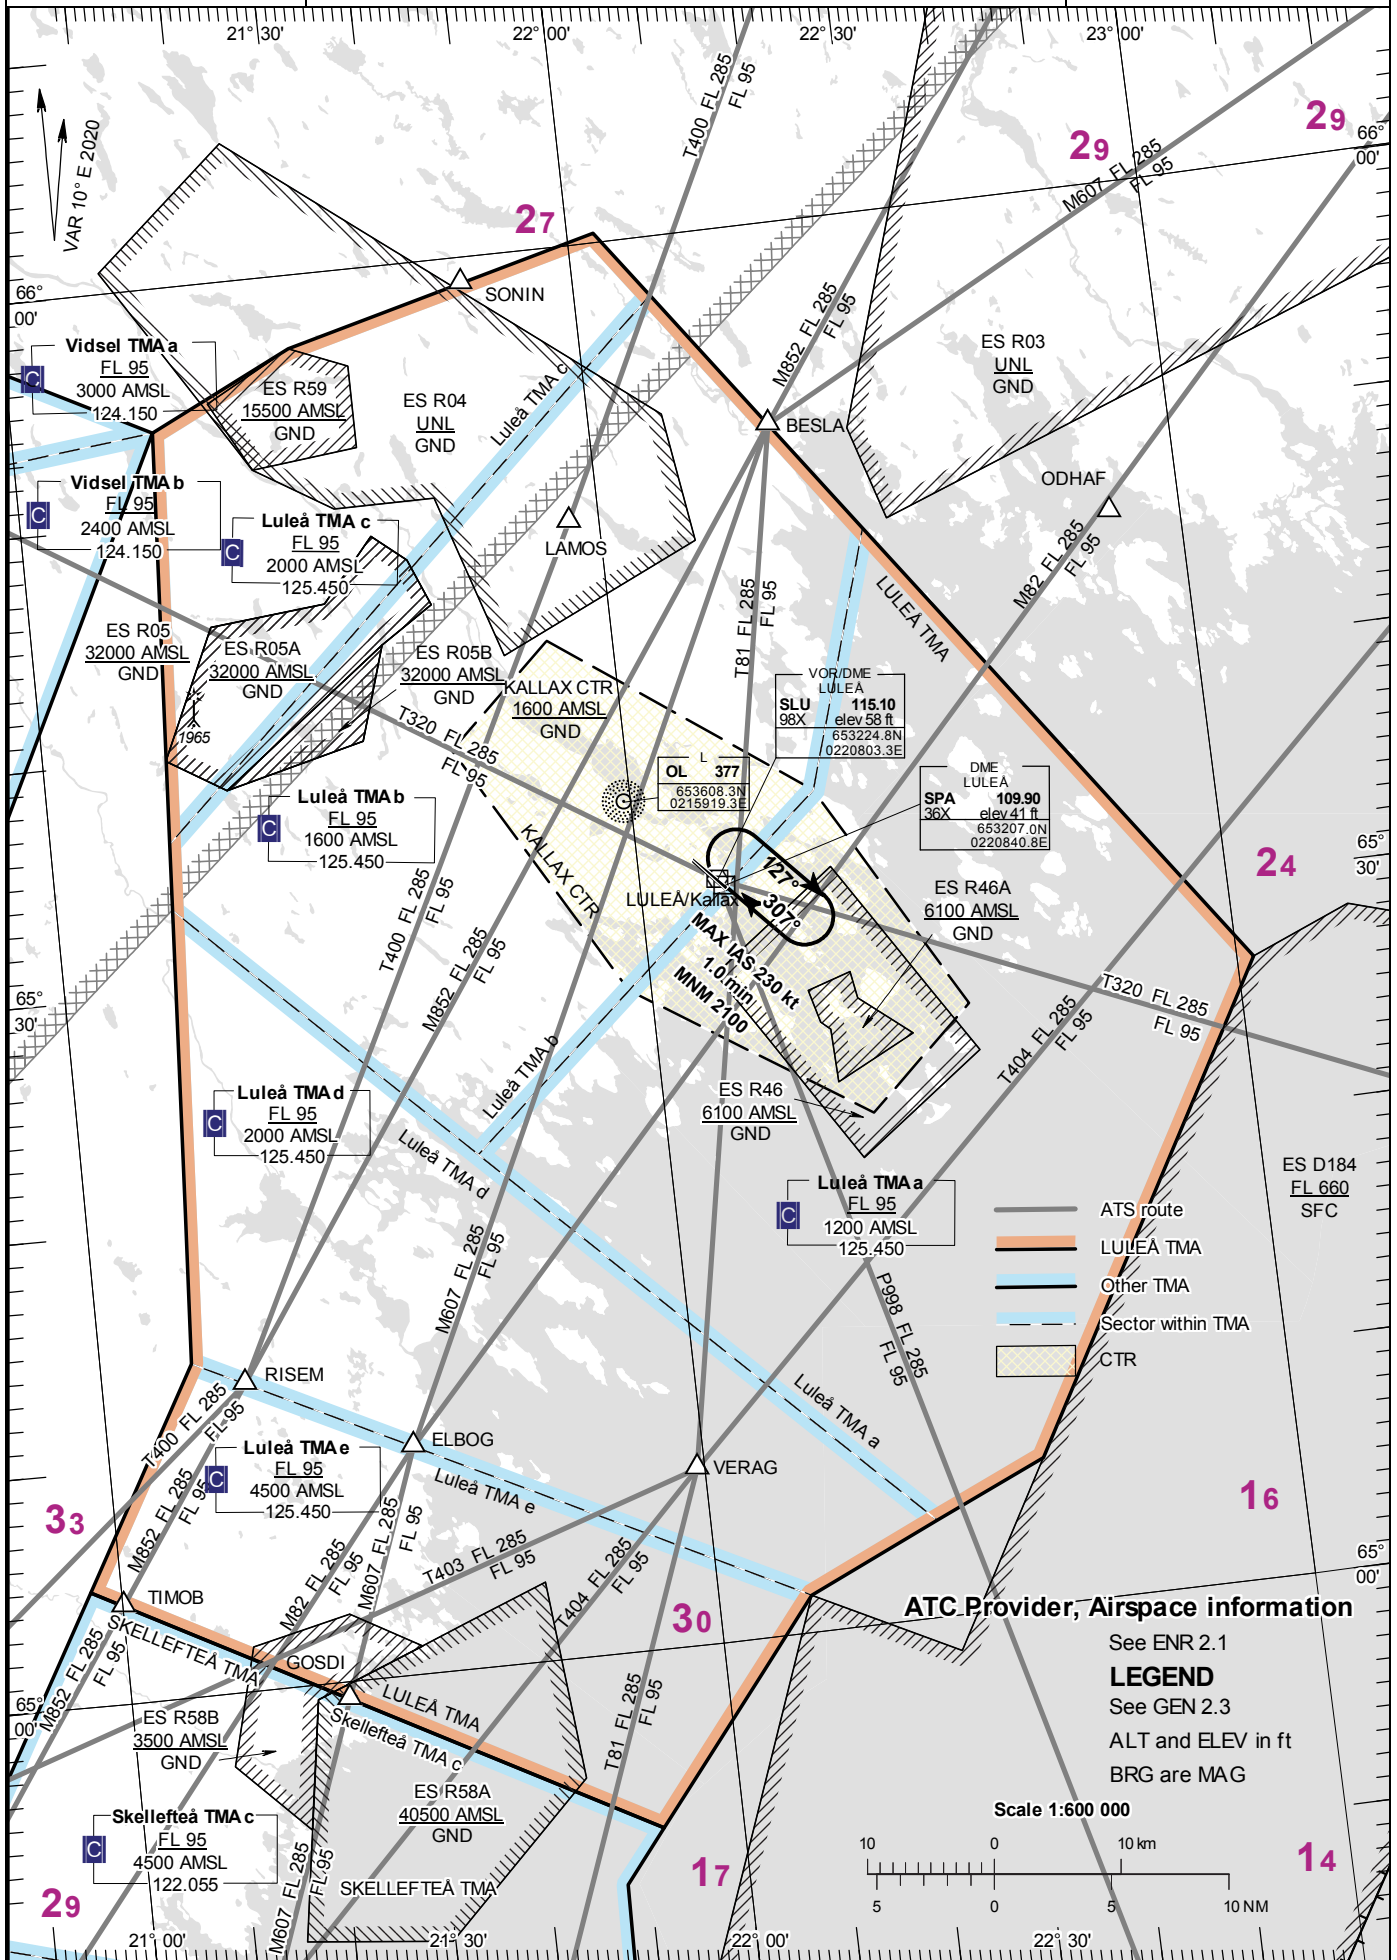 21° 30'
22° 00'
22° 30'
23° 00'
VAR 10° E 2020
T400 FL 285
FL 95
29
29
66°
00'
M607 FL 285
FL 95
27
66°
00'
SONIN
M852 FL 285
FL 95
ES R03
UNL
GND
Vidsel TMA a
FL 95
3000 AMSL
124.150
C
ES R59
15500 AMSL
GND
ES R04
UNL
GND
Luleå TMA c
BESLA
ODHAF
Vidsel TMA b
FL 95
2400 AMSL
124.150
C
Luleå TMA c
FL 95
2000 AMSL
125.450
C
LAMOS
M82 FL 285
FL 95
T81 FL 285
FL 95
LULEÅ TMA
ES R05
32000 AMSL
GND
ES R05A
32000 AMSL
GND
1965
ES R05B
32000 AMSL
GND
KALLAX CTR
1600 AMSL
GND
VOR/DME
LULEÅ
SLU 115.10
98X elev 58 ft
653224.8N
0220803.3E
T320 FL 285
FL 95
L
OL 377
653608.3N
0215919.3E
DME
LULEÅ
SPA 109.90
36X elev 41 ft
653207.0N
0220840.8E
Luleå TMA b
FL 95
1600 AMSL
125.450
C
KALLAX CTR
65°
30'
24
127°
307°
LULEÅ/Kallax
MAX IAS 230 kt
1.0 min
MNM 2100
ES R46A
6100 AMSL
GND
T400 FL 285
FL 95
M852 FL 285
FL 95
T320 FL 285
FL 95
T404 FL 285
FL 95
65°
30'
Luleå TMA b
ES R46
6100 AMSL
GND
Luleå TMA d
FL 95
2000 AMSL
125.450
C
Luleå TMA d
Luleå TMA a
FL 95
1200 AMSL
125.450
C
ES D184
FL 660
SFC
ATS route
LULEÅ TMA
Other TMA
Sector within TMA
CTR
M607 FL 285
FL 95
P998 FL 285
FL 95
RISEM
T400 FL 285
FL 95
Luleå TMA a
ELBOG
Luleå TMA e
FL 95
4500 AMSL
125.450
C
Luleå TMA e
VERAG
33
16
M852 FL 285
FL 95
M82 FL 285
FL 95
M607 FL 285
FL 95
T403 FL 285
FL 95
T404 FL 285
FL 95
65°
00'
TIMOB
30
ATC Provider, Airspace information
See ENR 2.1
LEGEND
See GEN 2.3
ALT and ELEV in ft
BRG are MAG
SKELLEFTEÅ TMA
GOSDI
M852 FL 285
FL 95
65°
00'
LULEÅ TMA
Skellefteå TMA c
T81 FL 285
FL 95
ES R58B
3500 AMSL
GND
ES R58A
40500 AMSL
GND
Skellefteå TMA c
FL 95
4500 AMSL
122.055
C
Scale 1:600 000
10 0 10 km
5 0 5 10 NM
17
14
29
M607 FL 285
FL 95
SKELLEFTEÅ TMA
21° 00'
21° 30'
22° 00'
22° 30'